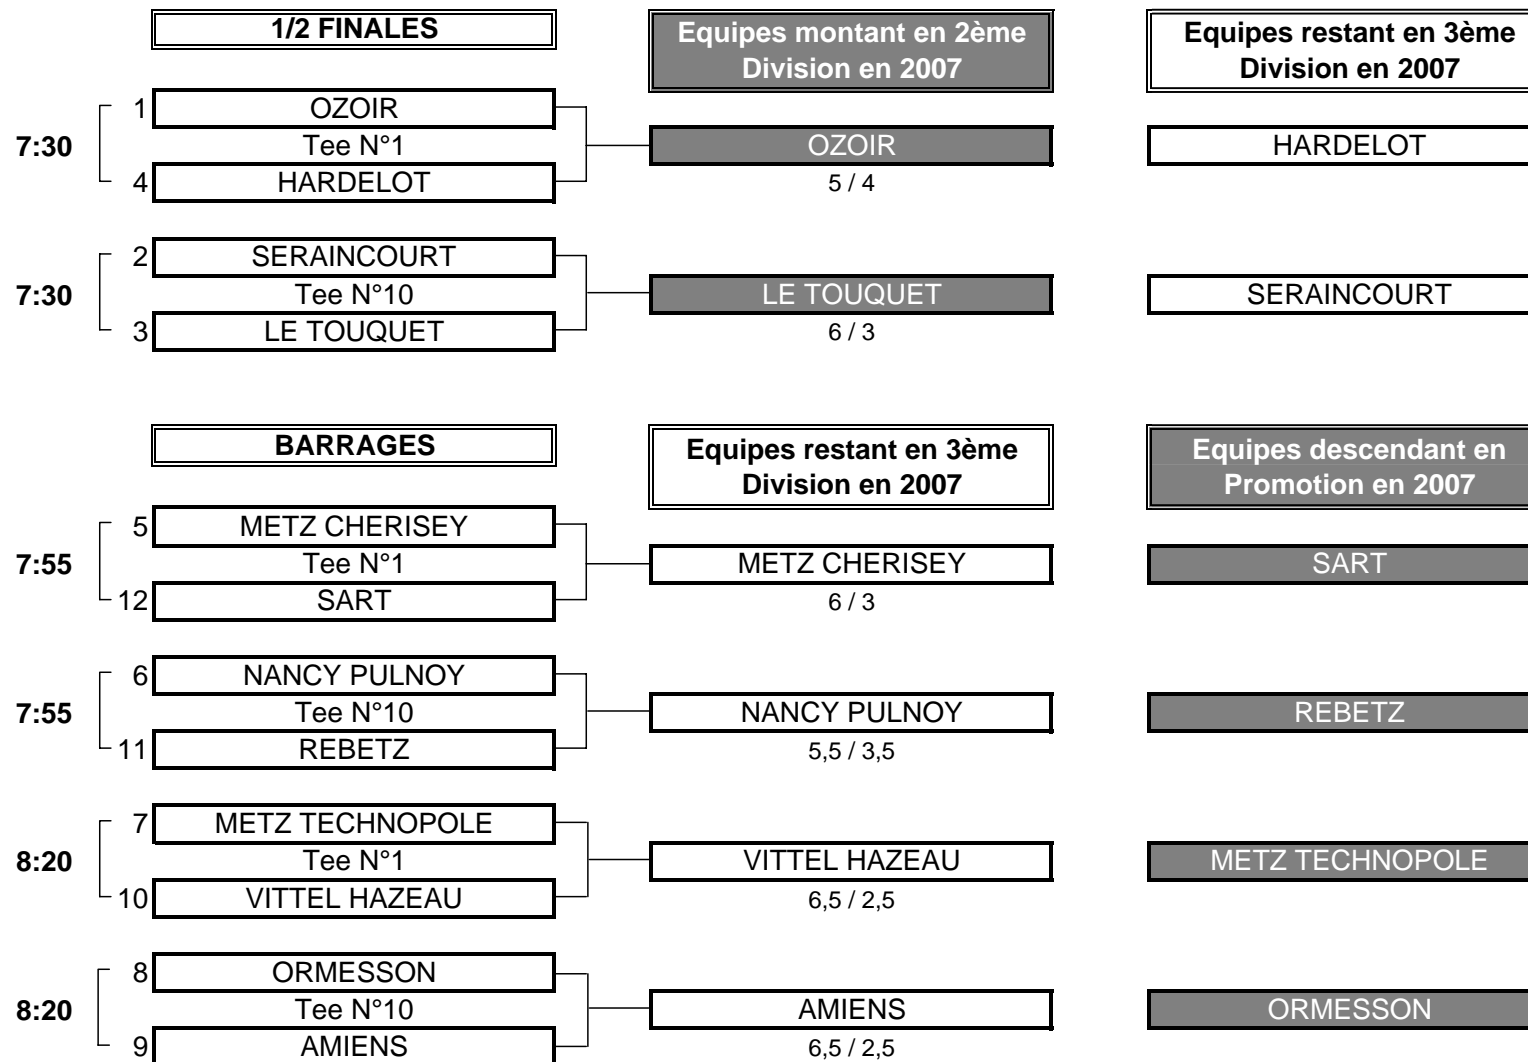 1/2 FINALES
Equipes montant en 2ème
Division en 2007
Equipes restant en 3ème
Division en 2007
1 OZOIR
7:30 Tee N°1 OZOIR HARDELOT
4 HARDELOT 5 / 4
2 SERAINCOURT
7:30 Tee N°10 LE TOUQUET SERAINCOURT
3 LE TOUQUET 6 / 3
BARRAGES
Equipes restant en 3ème
Division en 2007
Equipes descendant en
Promotion en 2007
5 METZ CHERISEY
7:55 Tee N°1 METZ CHERISEY SART
12 SART 6 / 3
6 NANCY PULNOY
7:55 Tee N°10 NANCY PULNOY REBETZ
11 REBETZ 5,5 / 3,5
7 METZ TECHNOPOLE
8:20 Tee N°1 VITTEL HAZEAU METZ TECHNOPOLE
10 VITTEL HAZEAU 6,5 / 2,5
8 ORMESSON
8:20 Tee N°10 AMIENS ORMESSON
9 AMIENS 6,5 / 2,5